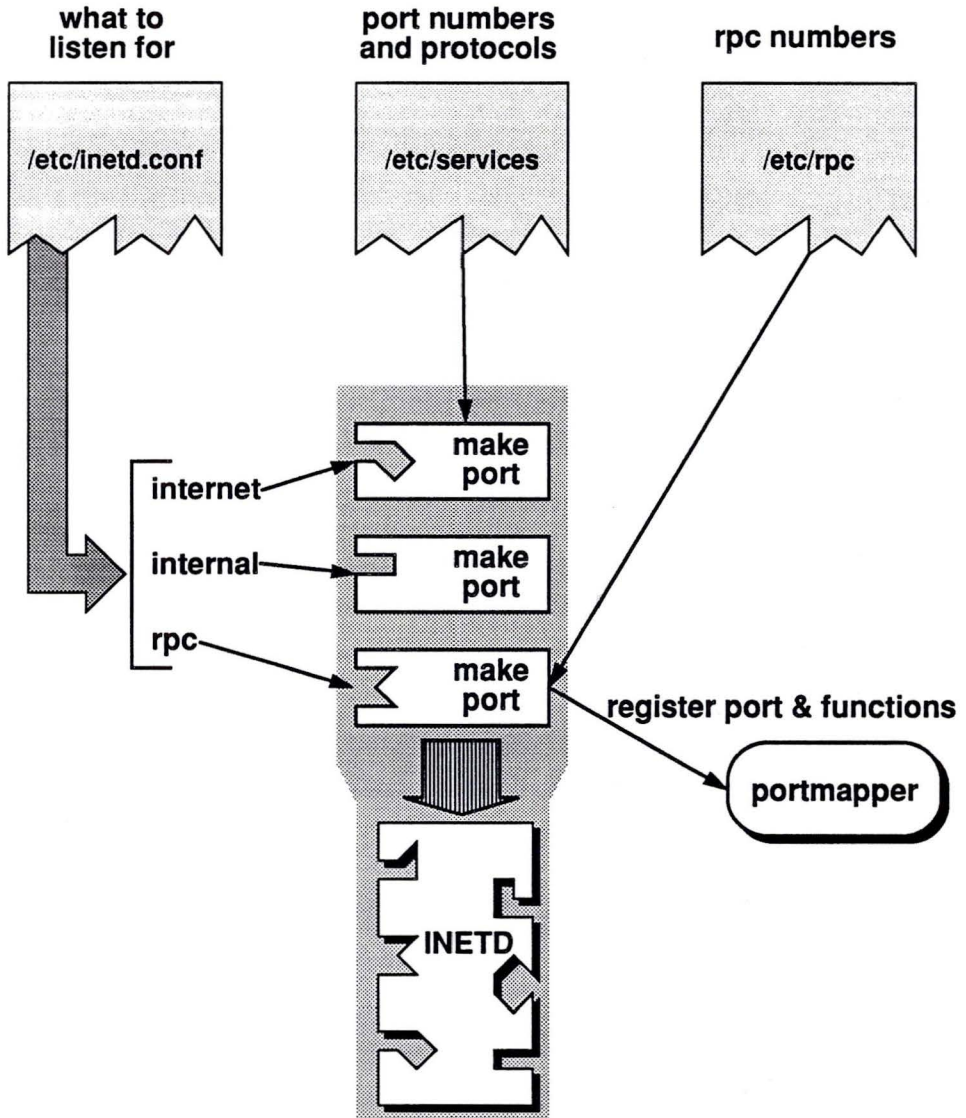 what to
listen for
port numbers
and protocols
rpc numbers
/etc/inetd.conf
/etc/services
/etc/rpc
internet
make
port
internal
make
port
rpc
make
port
register port & functions
portmapper
INETD